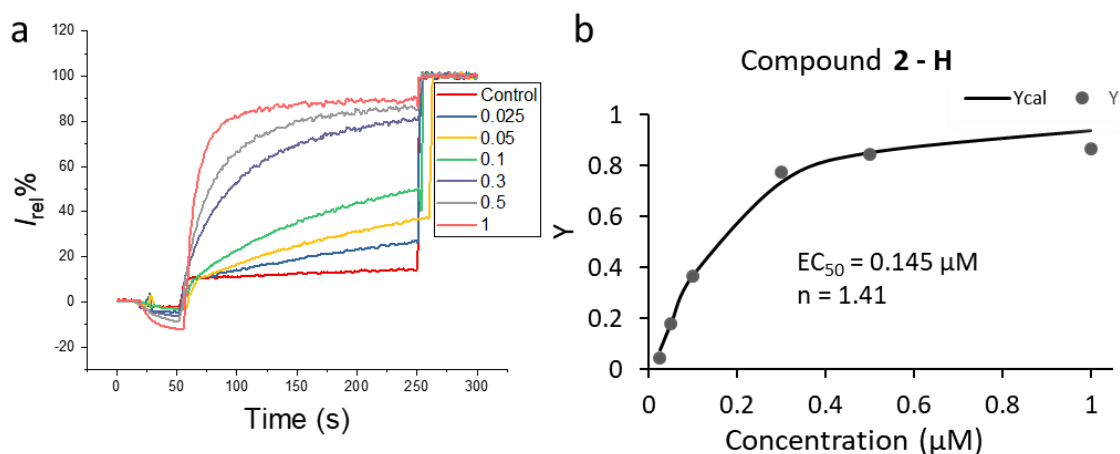 a
120
100
80
60
40
20
0
-20
I rel %
0 50 100 150 200 250 300
Time (s)
Control
0.025
0.05
0.1
0.3
0.5
1
b
Compound 2 - H
Ycal Y
1
0.8
0.6
0.4
0.2
0
Y
EC50 = 0.145 µM
n = 1.41
0 0.2 0.4 0.6 0.8 1
Concentration (µM)